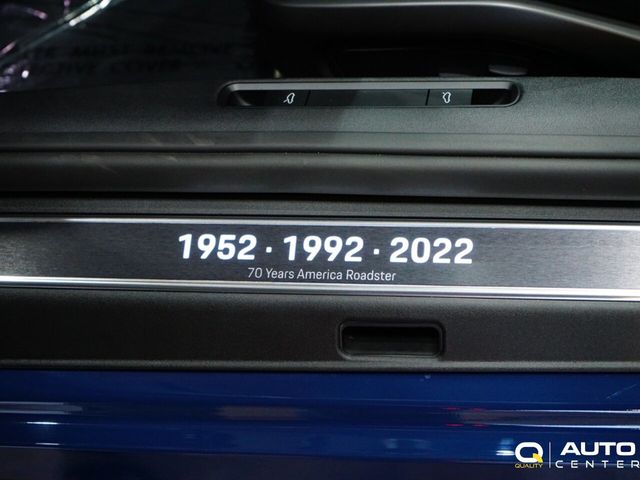 1952 · 1992 · 2022
70 Years America Roadster
Q AUTO
QUALITY CENTER